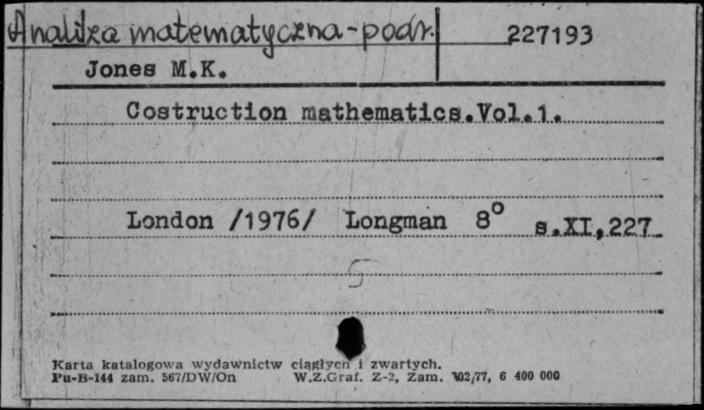 Analiza matematyczna-podr. 227193
Jones M.K.
Costruction mathematics.Vol.1.
London /1976/ Longman 8° s.XI,227
5
Karta katalogowa wydawnictw ciągłych i zwartych.
Pu-B-144 zam. 567/DW/On W.Z.Graf. Z-2, Zam. 102/77, 6 400 000